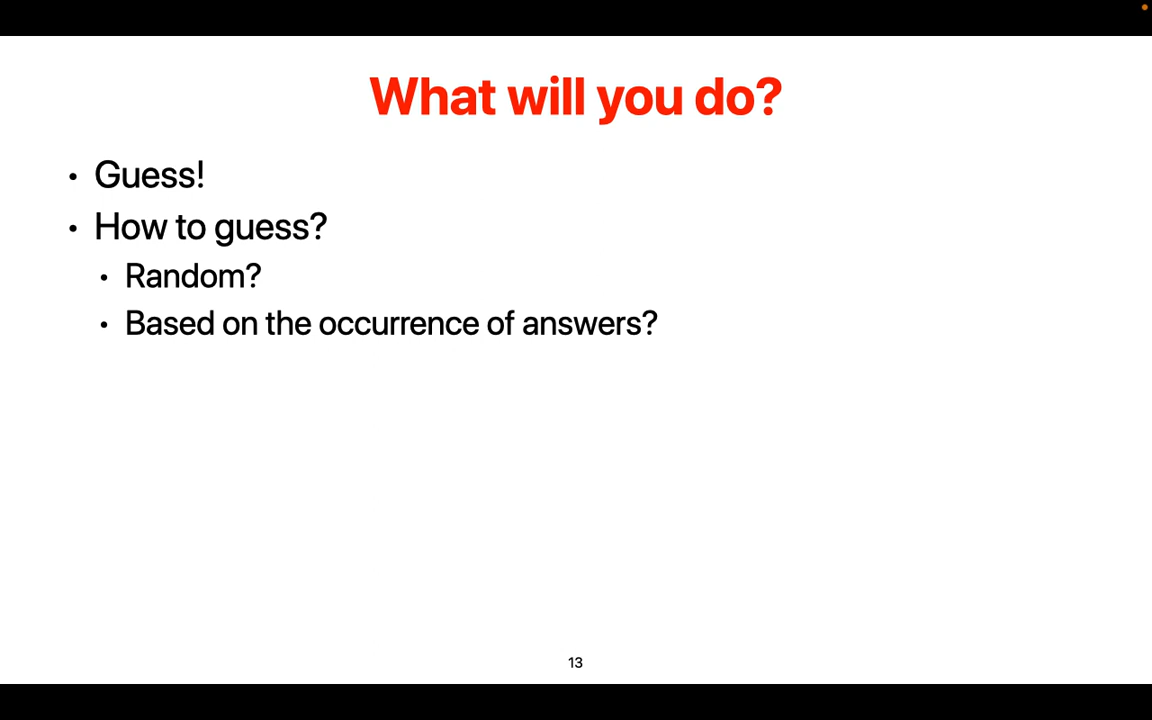 What will you do?
• Guess!
• How to guess?
• Random?
• Based on the occurrence of answers?
13